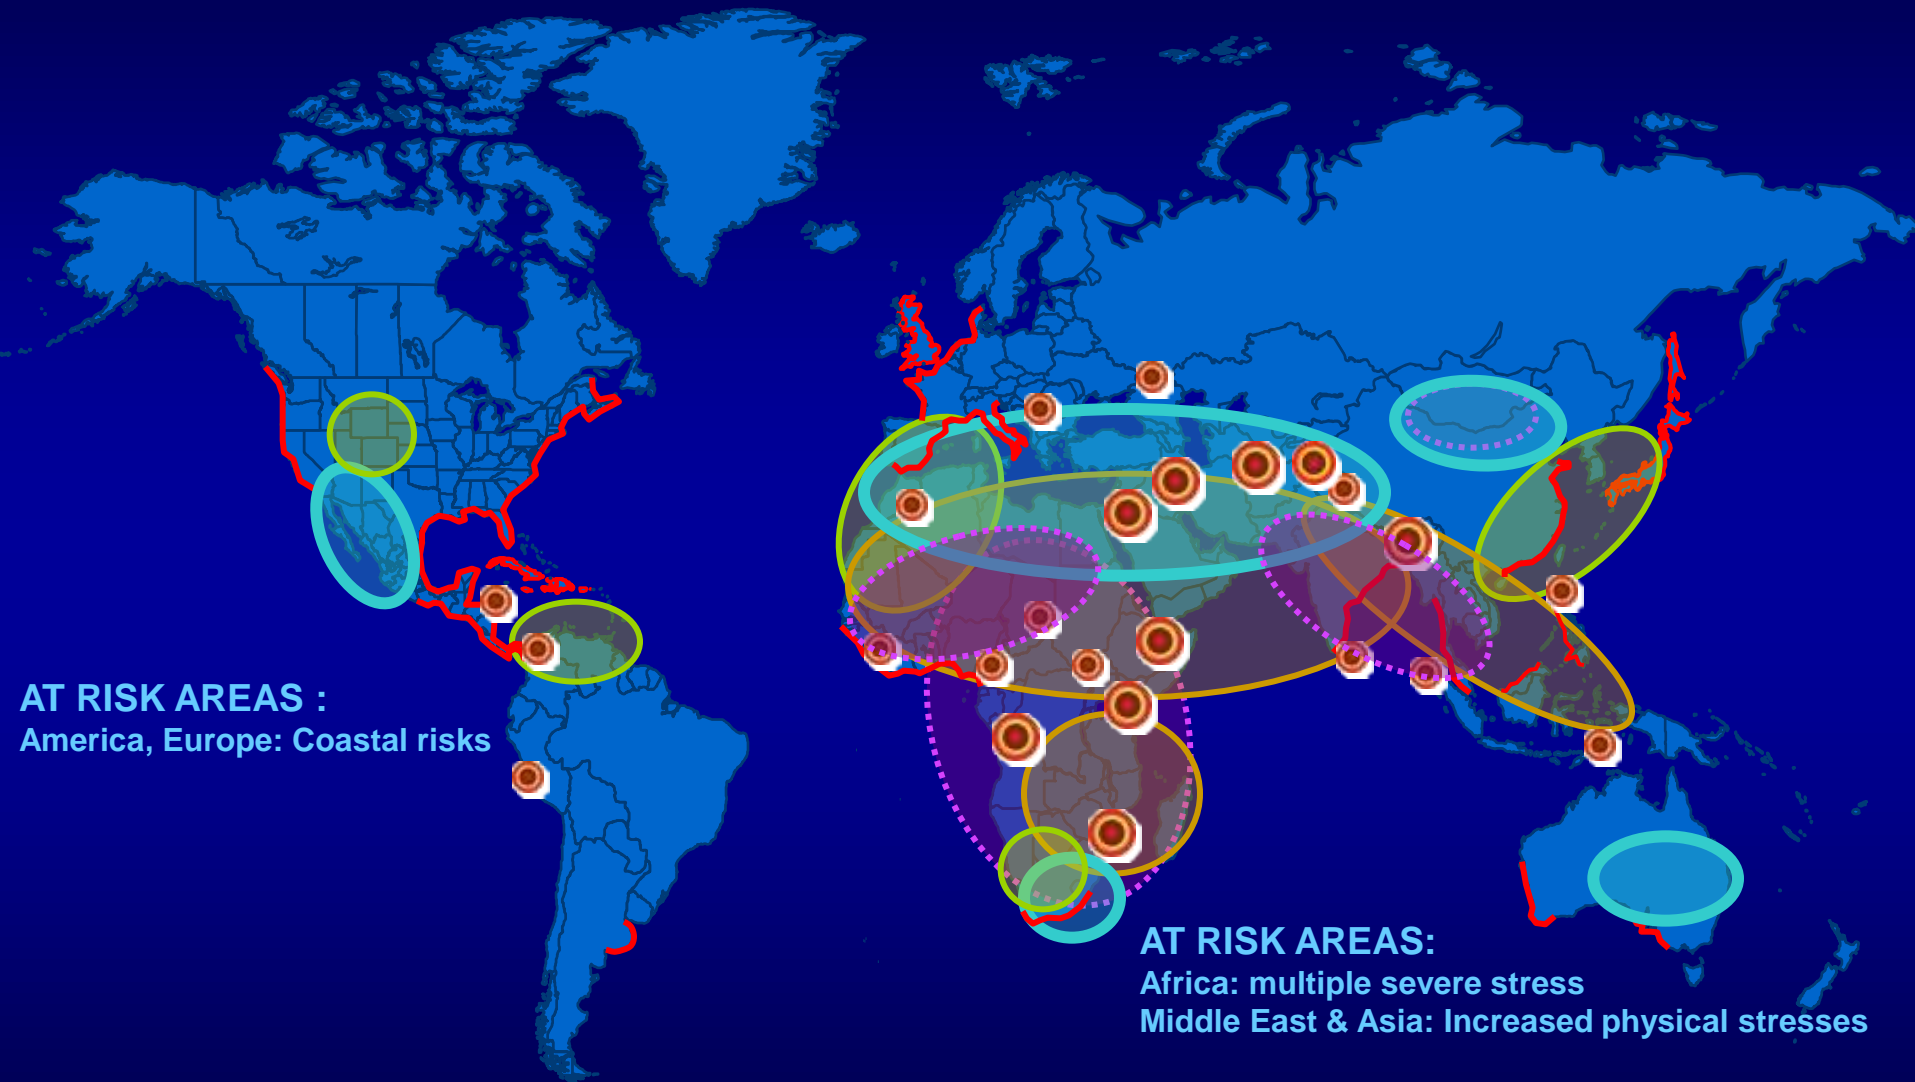 AT RISK AREAS :
America, Europe: Coastal risks
AT RISK AREAS:
Africa: multiple severe stress
Middle East & Asia: Increased physical stresses